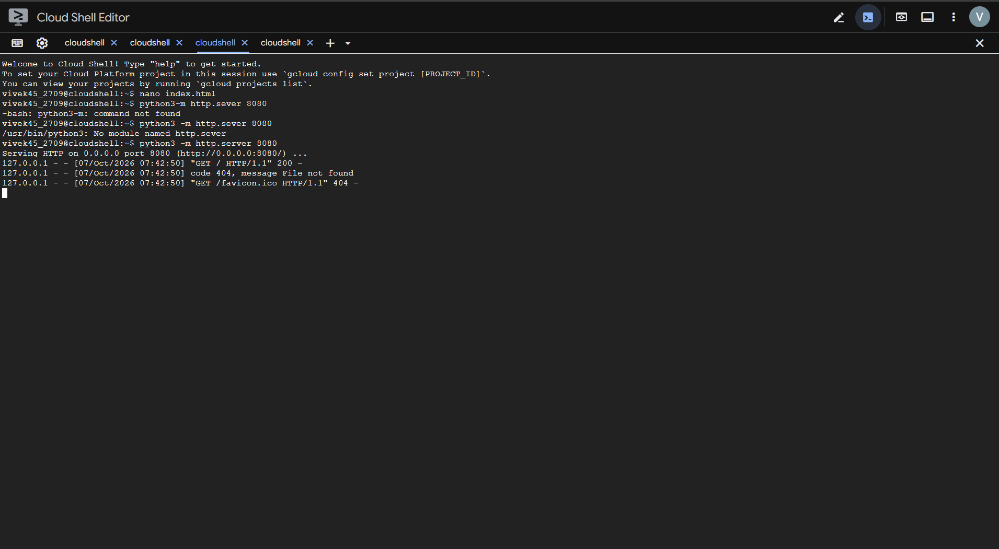 Cloud Shell Editor
V
cloudshell cloudshell cloudshell cloudshell
Welcome to Cloud Shell! Type "help" to get started.
To set your Cloud Platform project in this session use `gcloud config set project [PROJECT_ID]`.
You can view your projects by running `gcloud projects list`.
vivek45_2709@cloudshell:~$ nano index.html
vivek45_2709@cloudshell:~$ python3-m http.sever 8080
-bash: python3-m: command not found
vivek45_2709@cloudshell:~$ python3 -m http.sever 8080
/usr/bin/python3: No module named http.sever
vivek45_2709@cloudshell:~$ python3 -m http.server 8080
Serving HTTP on 0.0.0.0 port 8080 (http://0.0.0.0:8080/) ...
127.0.0.1 - - [07/Oct/2026 07:42:50] "GET / HTTP/1.1" 200 -
127.0.0.1 - - [07/Oct/2026 07:42:50] code 404, message File not found
127.0.0.1 - - [07/Oct/2026 07:42:50] "GET /favicon.ico HTTP/1.1" 404 -